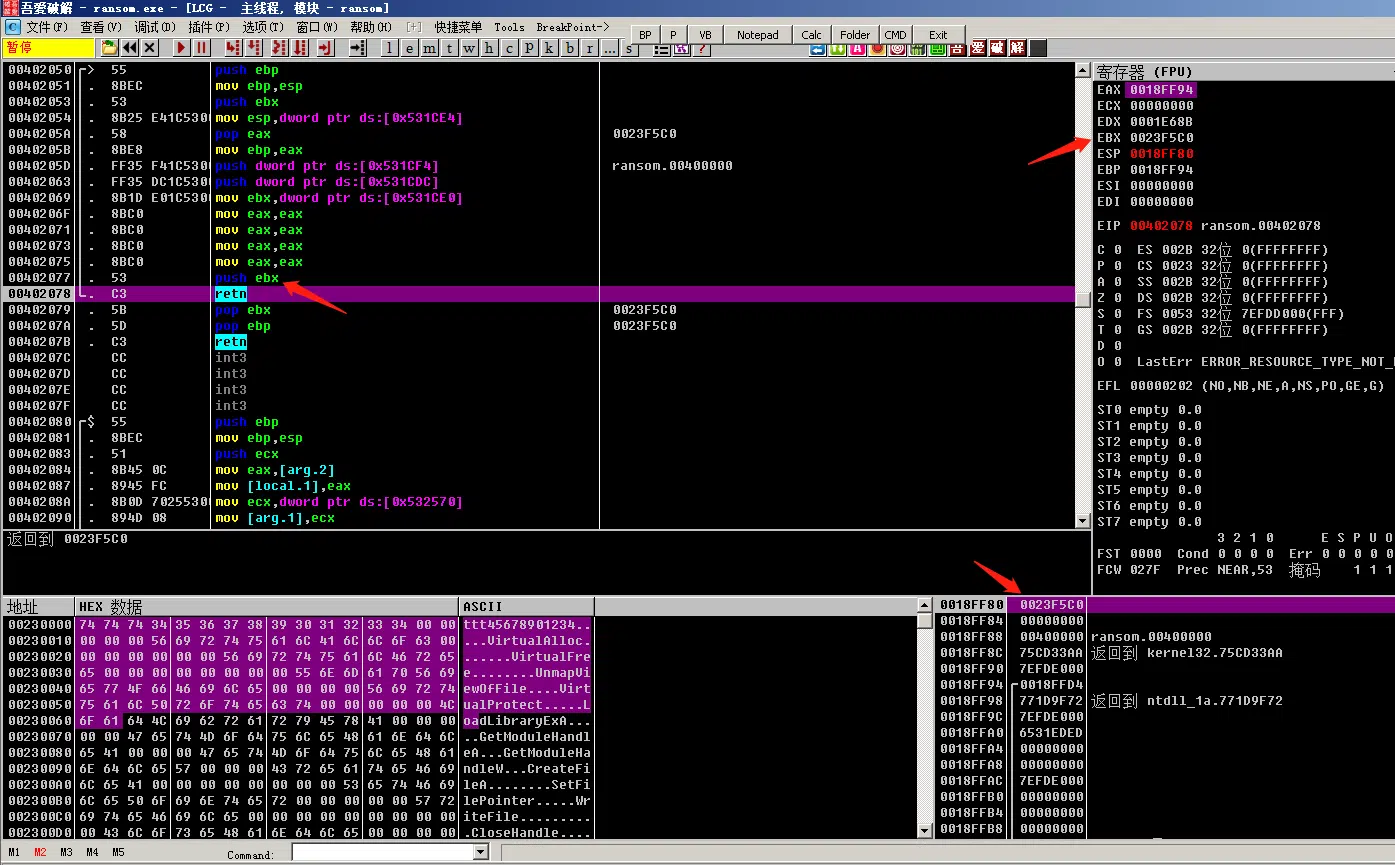 吾爱破解 - ransom.exe - [LCG -  主线程, 模块 - ransom]
文件(F) 查看(V) 调试(D) 插件(P) 选项(T) 窗口(W) 帮助(H) [+] 快捷菜单 Tools BreakPoint->
BP P VB Notepad Calc Folder CMD Exit
暂停 l e m t w h c p k b r ... s
00402050 55 push ebp
00402051 . 8BEC mov ebp,esp
00402053 . 53 push ebx
00402054 . 8B25 E41C530 mov esp,dword ptr ds:[0x531CE4]
0040205A . 58 pop eax 0023F5C0
0040205B . 8BE8 mov ebp,eax
0040205D . FF35 F41C530 push dword ptr ds:[0x531CF4] ransom.00400000
00402063 . FF35 DC1C530 push dword ptr ds:[0x531CDC]
00402069 . 8B1D E01C530 mov ebx,dword ptr ds:[0x531CE0]
0040206F . 8BC0 mov eax,eax
00402071 . 8BC0 mov eax,eax
00402073 . 8BC0 mov eax,eax
00402075 . 8BC0 mov eax,eax
00402077 . 53 push ebx
00402078 . C3 retn
00402079 . 5B pop ebx 0023F5C0
0040207A . 5D pop ebp 0023F5C0
0040207B . C3 retn
0040207C CC int3
0040207D CC int3
0040207E CC int3
0040207F CC int3
00402080 $ 55 push ebp
00402081 . 8BEC mov ebp,esp
00402083 . 51 push ecx
00402084 . 8B45 0C mov eax,[arg.2]
00402087 . 8945 FC mov [local.1],eax
0040208A . 8B0D 7025530 mov ecx,dword ptr ds:[0x532570]
00402090 . 894D 08 mov [arg.1],ecx
返回到 0023F5C0
寄存器 (FPU)
EAX 0018FF94
ECX 00000000
EDX 0001E68B
EBX 0023F5C0
ESP 0018FF80
EBP 0018FF94
ESI 00000000
EDI 00000000
EIP 00402078 ransom.00402078
C 0 ES 002B 32位 0(FFFFFFFF)
P 0 CS 0023 32位 0(FFFFFFFF)
A 0 SS 002B 32位 0(FFFFFFFF)
Z 0 DS 002B 32位 0(FFFFFFFF)
S 0 FS 0053 32位 7EFDD000(FFF)
T 0 GS 002B 32位 0(FFFFFFFF)
D 0
O 0 LastErr ERROR_RESOURCE_TYPE_NOT_
EFL 00000202 (NO,NB,NE,A,NS,PO,GE,G)
ST0 empty 0.0
ST1 empty 0.0
ST2 empty 0.0
ST3 empty 0.0
ST4 empty 0.0
ST5 empty 0.0
ST6 empty 0.0
ST7 empty 0.0
3 2 1 0 E S P U O
FST 0000 Cond 0 0 0 0 Err 0 0 0 0 0
FCW 027F Prec NEAR,53 掩码 1 1 1
地址 HEX 数据 ASCII
00230000 74 74 74 34 35 36 37 38 39 30 31 32 33 34 00 00 ttt45678901234..
00230010 00 00 00 56 69 72 74 75 61 6C 41 6C 6C 6F 63 00 ...VirtualAlloc.
00230020 00 00 00 00 00 00 56 69 72 74 75 61 6C 46 72 65 ......VirtualFre
00230030 65 00 00 00 00 00 00 00 00 55 6E 6D 61 70 56 69 e........UnmapVi
00230040 65 77 4F 66 46 69 6C 65 00 00 00 00 56 69 72 74 ewOfFile....Virt
00230050 75 61 6C 50 72 6F 74 65 63 74 00 00 00 00 00 4C ualProtect.....L
00230060 6F 61 64 4C 69 62 72 61 72 79 45 78 41 00 00 00 oadLibraryExA...
00230070 00 00 47 65 74 4D 6F 64 75 6C 65 48 61 6E 64 6C ..GetModuleHandl
00230080 65 41 00 00 00 00 47 65 74 4D 6F 64 75 6C 65 48 61 eA....GetModuleHa
00230090 6E 64 6C 65 57 00 00 00 43 72 65 61 74 65 46 69 ndleW...CreateFi
002300A0 6C 65 41 00 00 00 00 00 00 00 00 53 65 74 46 69 leA........SetFi
002300B0 6C 65 50 6F 69 6E 74 65 72 00 00 00 00 00 57 72 lePointer.....Wr
002300C0 69 74 65 46 69 6C 65 00 00 00 00 00 00 00 00 00 iteFile.........
002300D0 00 43 6C 6F 73 65 48 61 6E 64 6C 65 00 00 00 00 .CloseHandle....
0018FF80 0023F5C0
0018FF84 00000000
0018FF88 00400000 ransom.00400000
0018FF8C 75CD33AA 返回到 kernel32.75CD33AA
0018FF90 7EFDE000
0018FF94 0018FFD4
0018FF98 771D9F72 返回到 ntdll_1a.771D9F72
0018FF9C 7EFDE000
0018FFA0 6531EDED
0018FFA4 00000000
0018FFA8 00000000
0018FFAC 7EFDE000
0018FFB0 00000000
0018FFB4 00000000
0018FFB8 00000000
M1 M2 M3 M4 M5 Command: